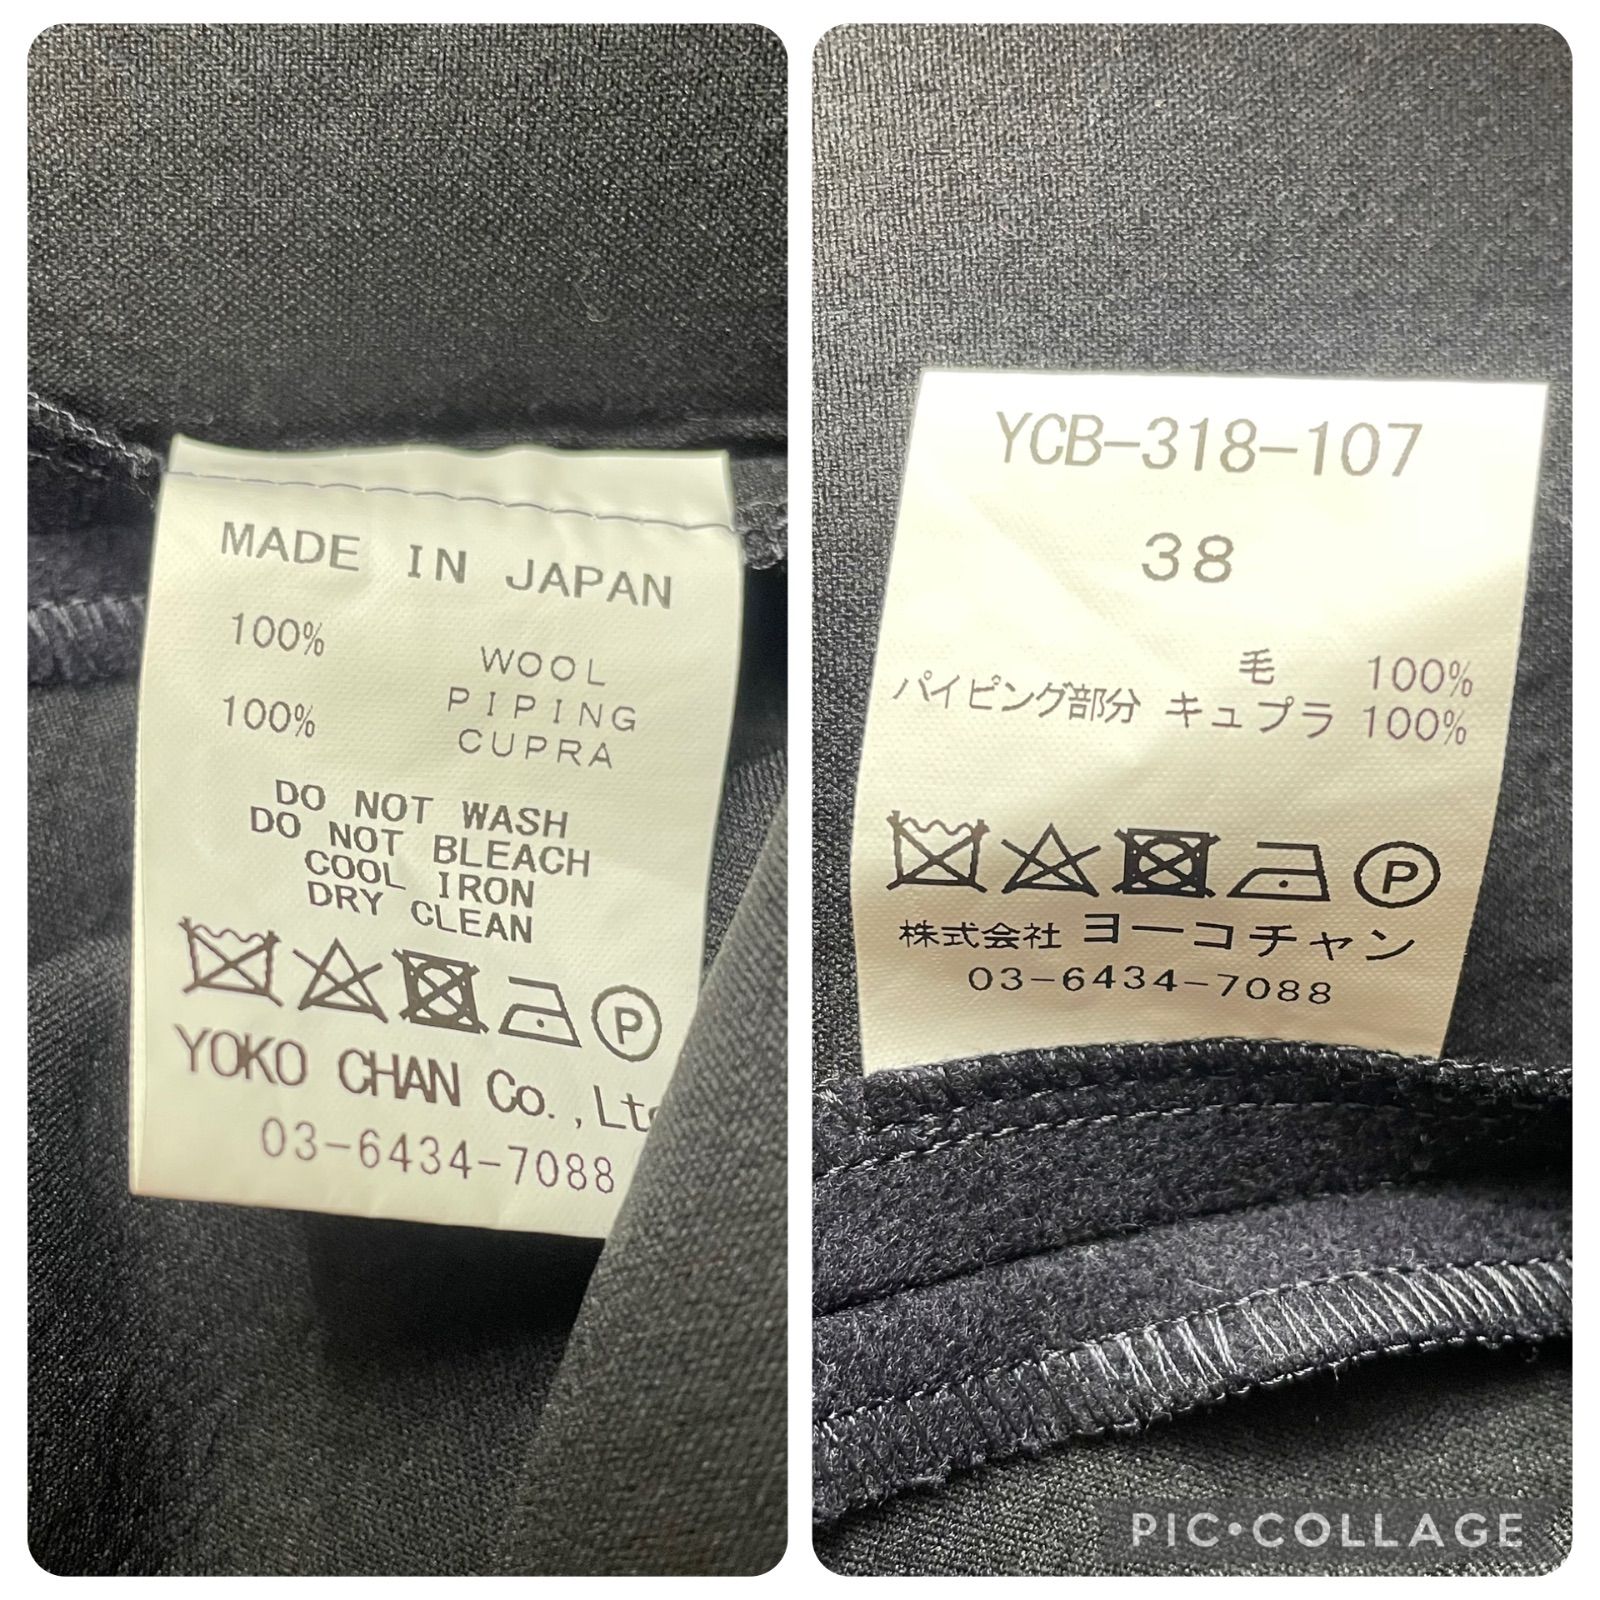 MADE IN JAPAN
100% WOOL
PIPING
100% CUPRA
DO NOT WASH
DO NOT BLEACH
COOL IRON
DRY CLEAN
P
YOKO CHAN Co.,
03-6434-7088
YCB-318-107
38
毛 100%
パイピング部分 キュプラ 100%
P
株式会社 ヨーコチャン
03-6434-7088
PIC•COLLAGE